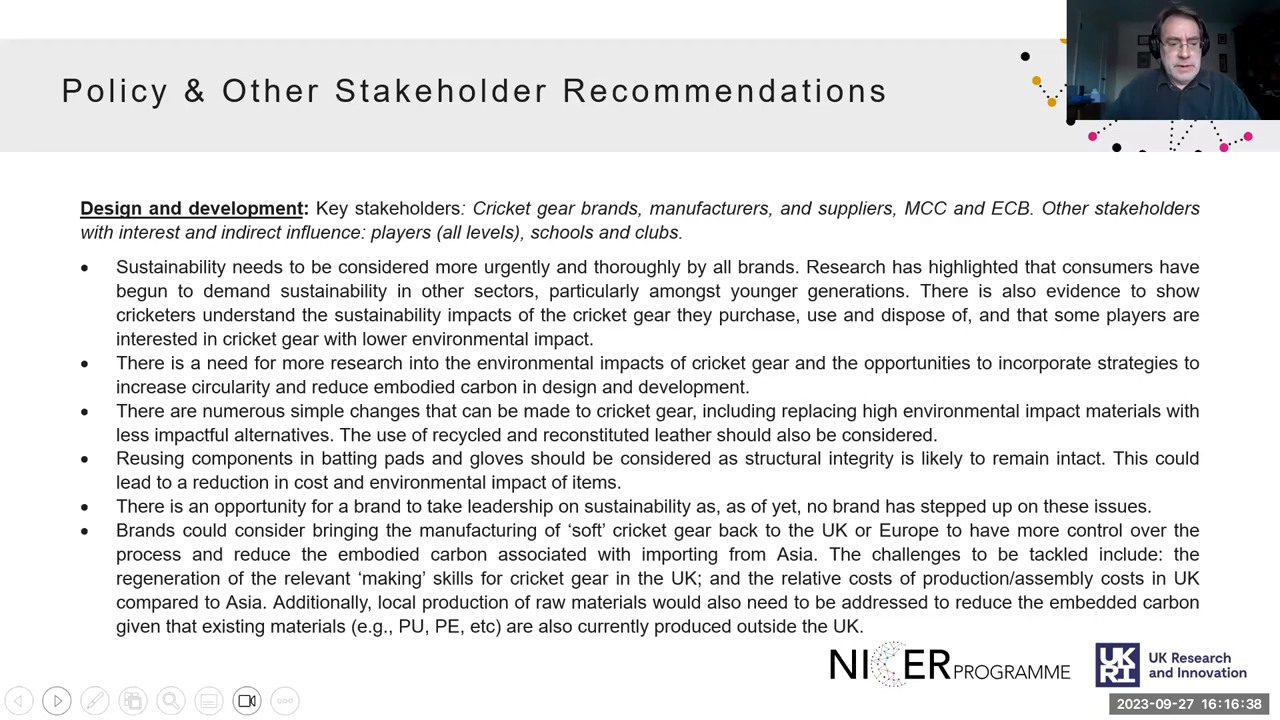 Policy & Other Stakeholder Recommendations
Design and development: Key stakeholders: Cricket gear brands, manufacturers, and suppliers, MCC and ECB. Other stakeholders
with interest and indirect influence: players (all levels), schools and clubs.
• Sustainability needs to be considered more urgently and thoroughly by all brands. Research has highlighted that consumers have
begun to demand sustainability in other sectors, particularly amongst younger generations. There is also evidence to show
cricketers understand the sustainability impacts of the cricket gear they purchase, use and dispose of, and that some players are
interested in cricket gear with lower environmental impact.
• There is a need for more research into the environmental impacts of cricket gear and the opportunities to incorporate strategies to
increase circularity and reduce embodied carbon in design and development.
• There are numerous simple changes that can be made to cricket gear, including replacing high environmental impact materials with
less impactful alternatives. The use of recycled and reconstituted leather should also be considered.
• Reusing components in batting pads and gloves should be considered as structural integrity is likely to remain intact. This could
lead to a reduction in cost and environmental impact of items.
• There is an opportunity for a brand to take leadership on sustainability as, as of yet, no brand has stepped up on these issues.
• Brands could consider bringing the manufacturing of ‘soft’ cricket gear back to the UK or Europe to have more control over the
process and reduce the embodied carbon associated with importing from Asia. The challenges to be tackled include: the
regeneration of the relevant ‘making’ skills for cricket gear in the UK; and the relative costs of production/assembly costs in UK
compared to Asia. Additionally, local production of raw materials would also need to be addressed to reduce the embedded carbon
given that existing materials (e.g., PU, PE, etc) are also currently produced outside the UK.
NICER PROGRAMME
UKRI
UK Research
and Innovation
2023-09-27 16:16:38